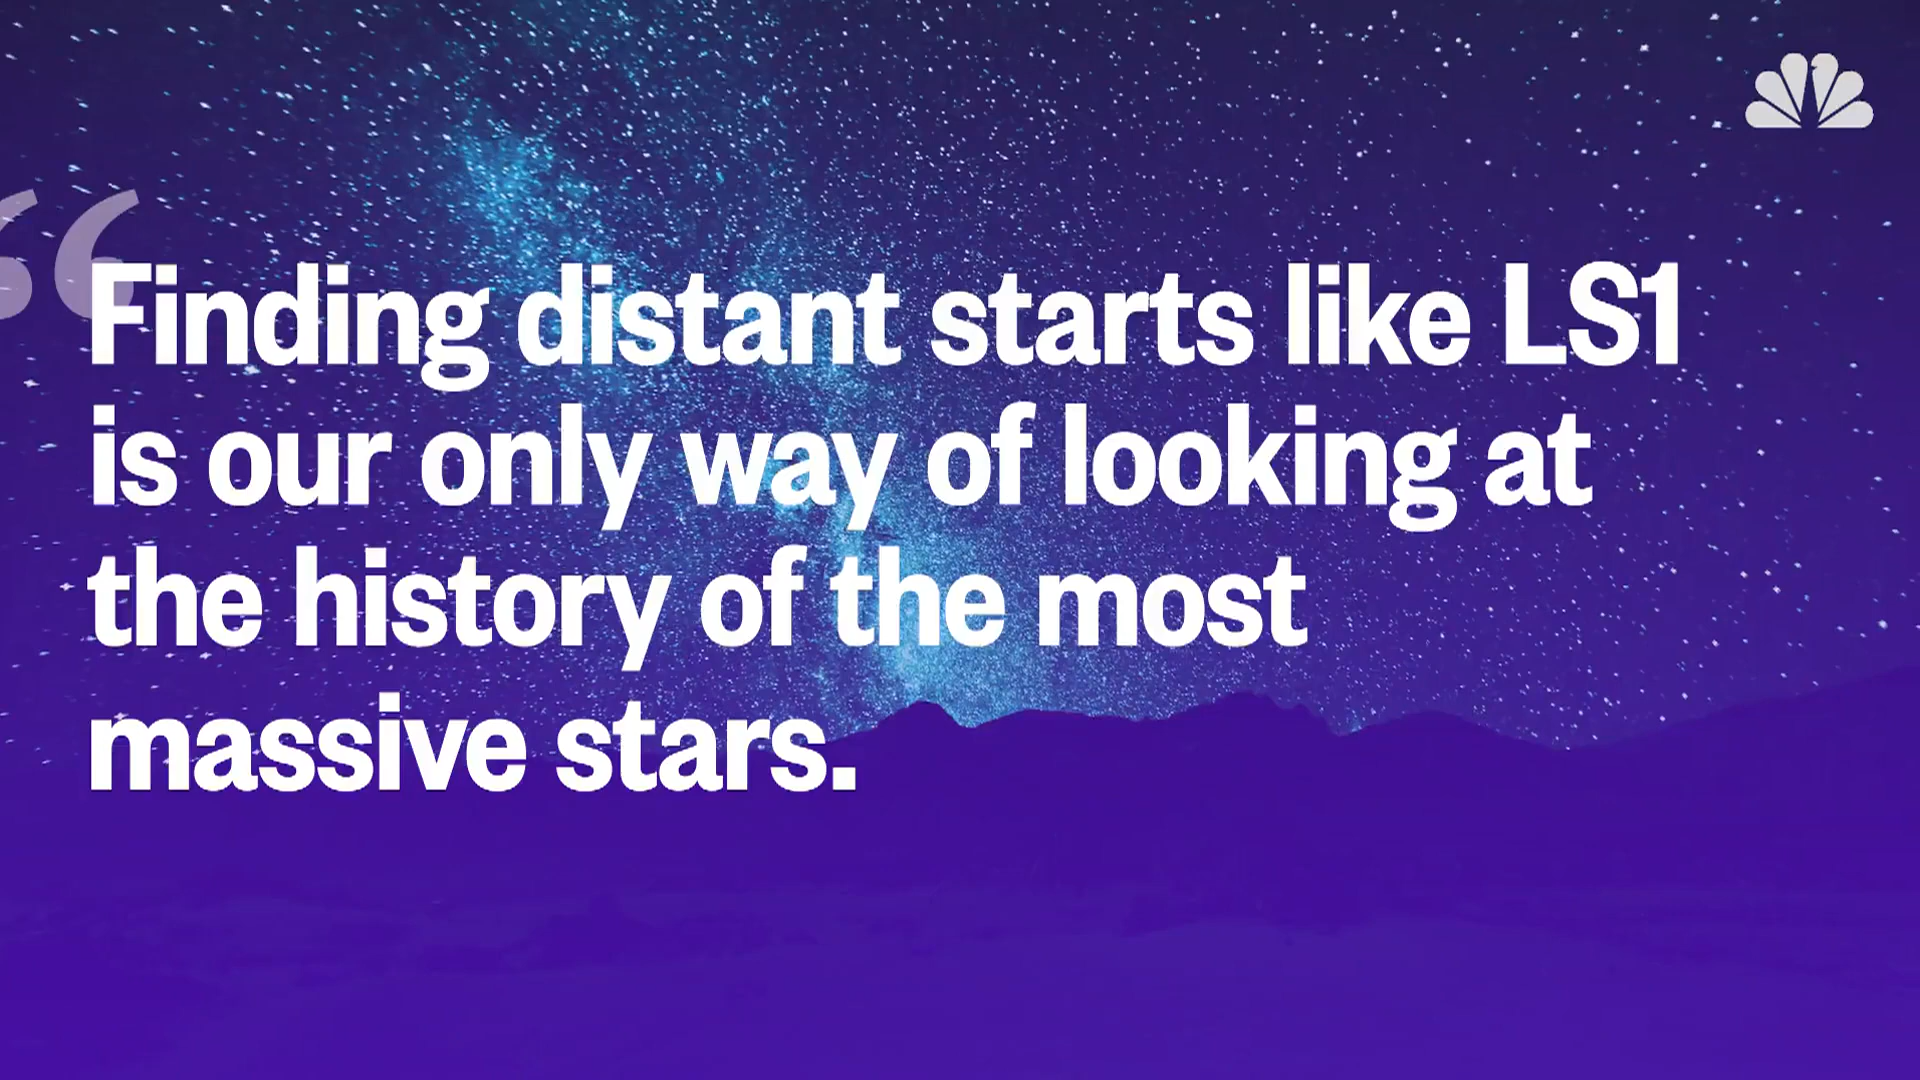 “
Finding distant starts like LS1
is our only way of looking at
the history of the most
massive stars.